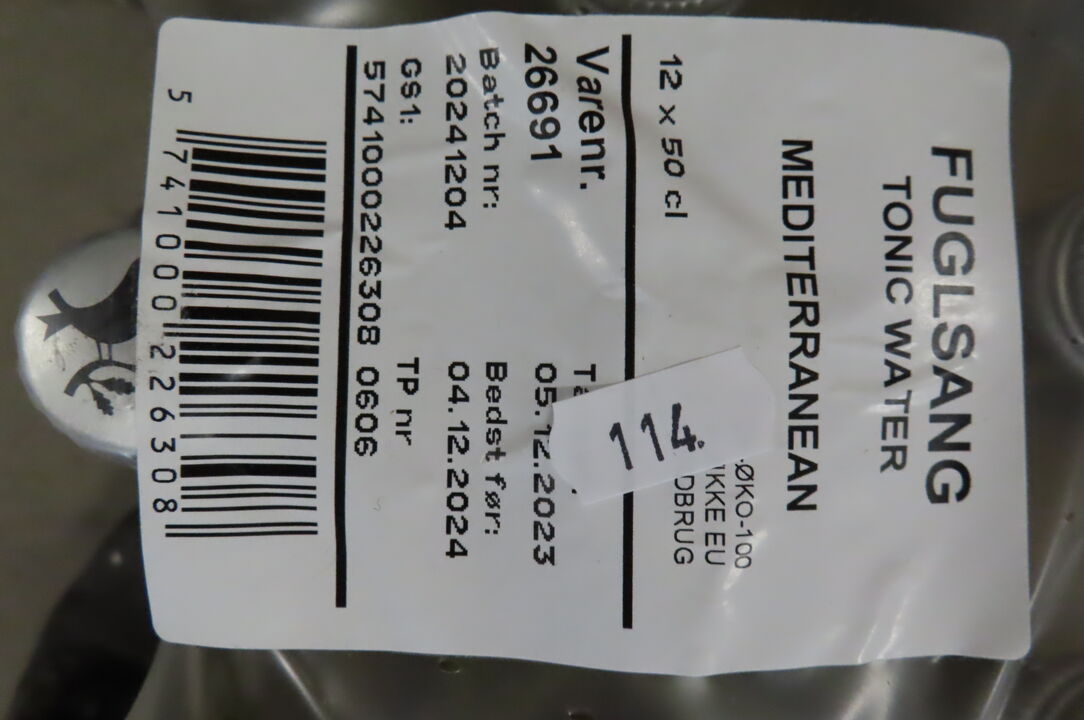 FUGLSANG
TONIC WATER
MEDITERRANEAN
12 x 50 cl
ØKO-100
IKKE EU
114.
Varenr.
26691
05.12.2023
Batch nr:
20241204
Bedst før:
04.12.2024
GS1:
TP nr
5741000226308 0606
5 741000 226308